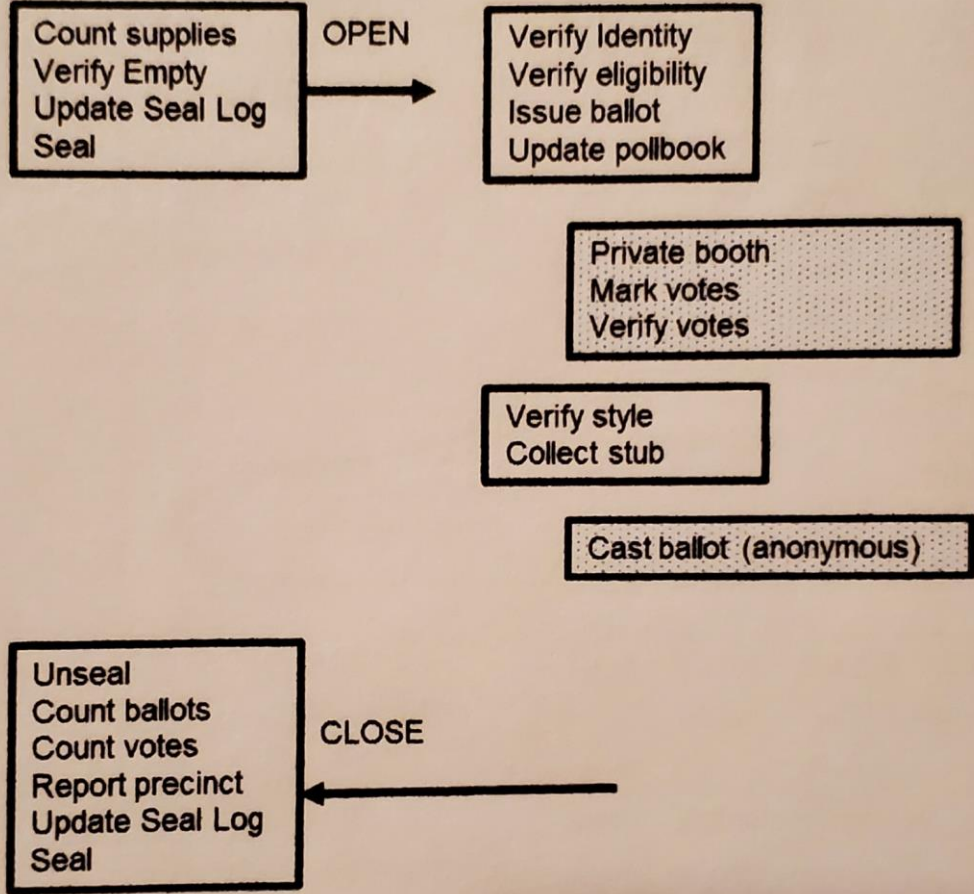 Count supplies
Verify Empty
Update Seal Log
Seal
OPEN
Verify Identity
Verify eligibility
Issue ballot
Update pollbook
Private booth
Mark votes
Verify votes
Verify style
Collect stub
Cast ballot (anonymous)
Unseal
Count ballots
Count votes
Report precinct
Update Seal Log
Seal
CLOSE